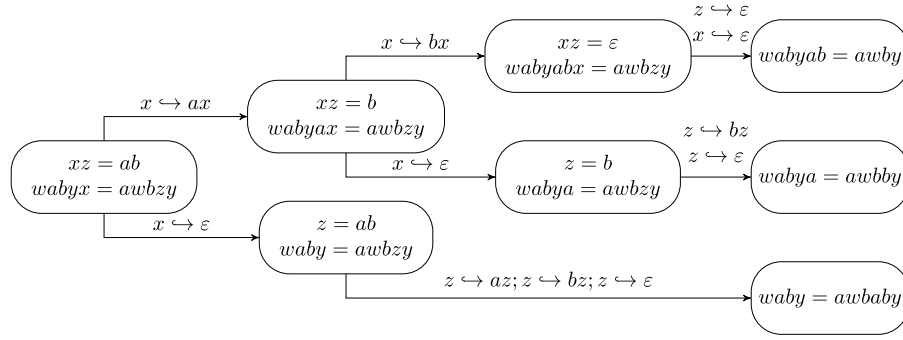 z ↪ ε
x ↪ ε
x ↪ bx
xz = ε
wabyabx = awbzy
wabyab = awby
x ↪ ax
xz = b
wabyax = awbzy
z ↪ bz
z ↪ ε
x ↪ ε
xz = ab
wabyx = awbzy
z = b
wabya = awbzy
wabya = awbby
x ↪ ε
z = ab
waby = awbzy
z ↪ az; z ↪ bz; z ↪ ε
waby = awbaby